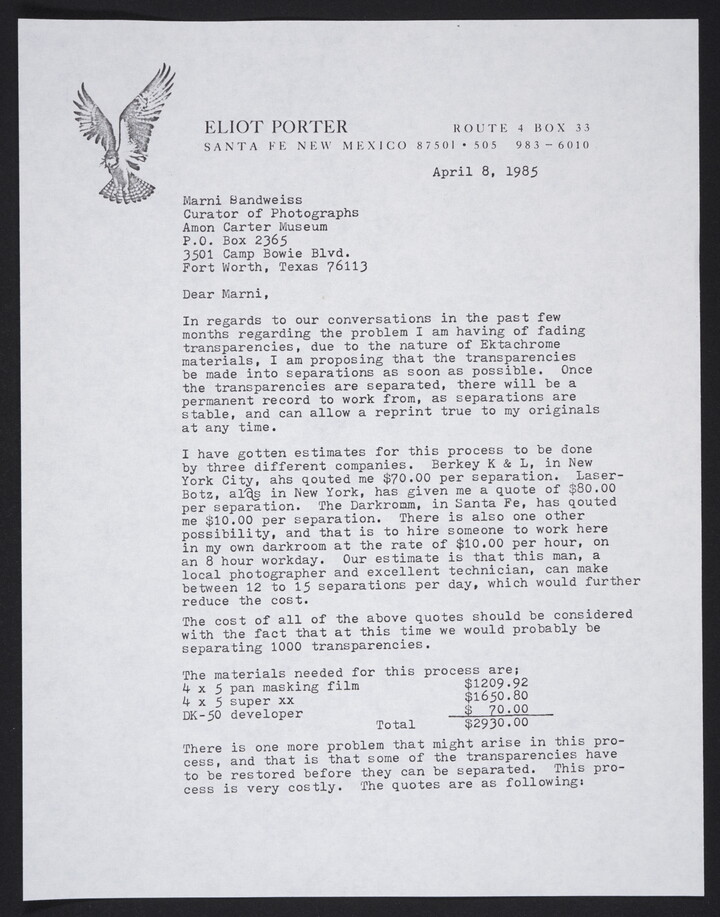 ELIOT PORTER
ROUTE 4 BOX 33
SANTA FE NEW MEXICO 87501 • 505 983-6010
April 8, 1985
Marni Sandweiss
Curator of Photographs
Amon Carter Museum
P.O. Box 2365
3501 Camp Bowie Blvd.
Fort Worth, Texas 76113
Dear Marni,
In regards to our conversations in the past few
months regarding the problem I am having of fading
transparencies, due to the nature of Ektachrome
materials, I am proposing that the transparencies
be made into separations as soon as possible. Once
the transparencies are separated, there will be a
permanent record to work from, as separations are
stable, and can allow a reprint true to my originals
at any time.
I have gotten estimates for this process to be done
by three different companies. Berkey K & L, in New
York City, ahs qouted me $70.00 per separation. Laser-
Botz, in New York, has given me a quote of $80.00
per separation. The Darkromm, in Santa Fe, has qouted
me $10.00 per separation. There is also one other
possibility, and that is to hire someone to work here
in my own darkroom at the rate of $10.00 per hour, on
an 8 hour workday. Our estimate is that this man, a
local photographer and excellent technician, can make
between 12 to 15 separations per day, which would further
reduce the cost.
The cost of all of the above quotes should be considered
with the fact that at this time we would probably be
separating 1000 transparencies.
The materials needed for this process are;
4 x 5 pan masking film $1209.92
4 x 5 super xx $1650.80
DK-50 developer $ 70.00
Total $2930.00
There is one more problem that might arise in this pro-
cess, and that is that some of the transparencies have
to be restored before they can be separated. This pro-
cess is very costly. The quotes are as following: